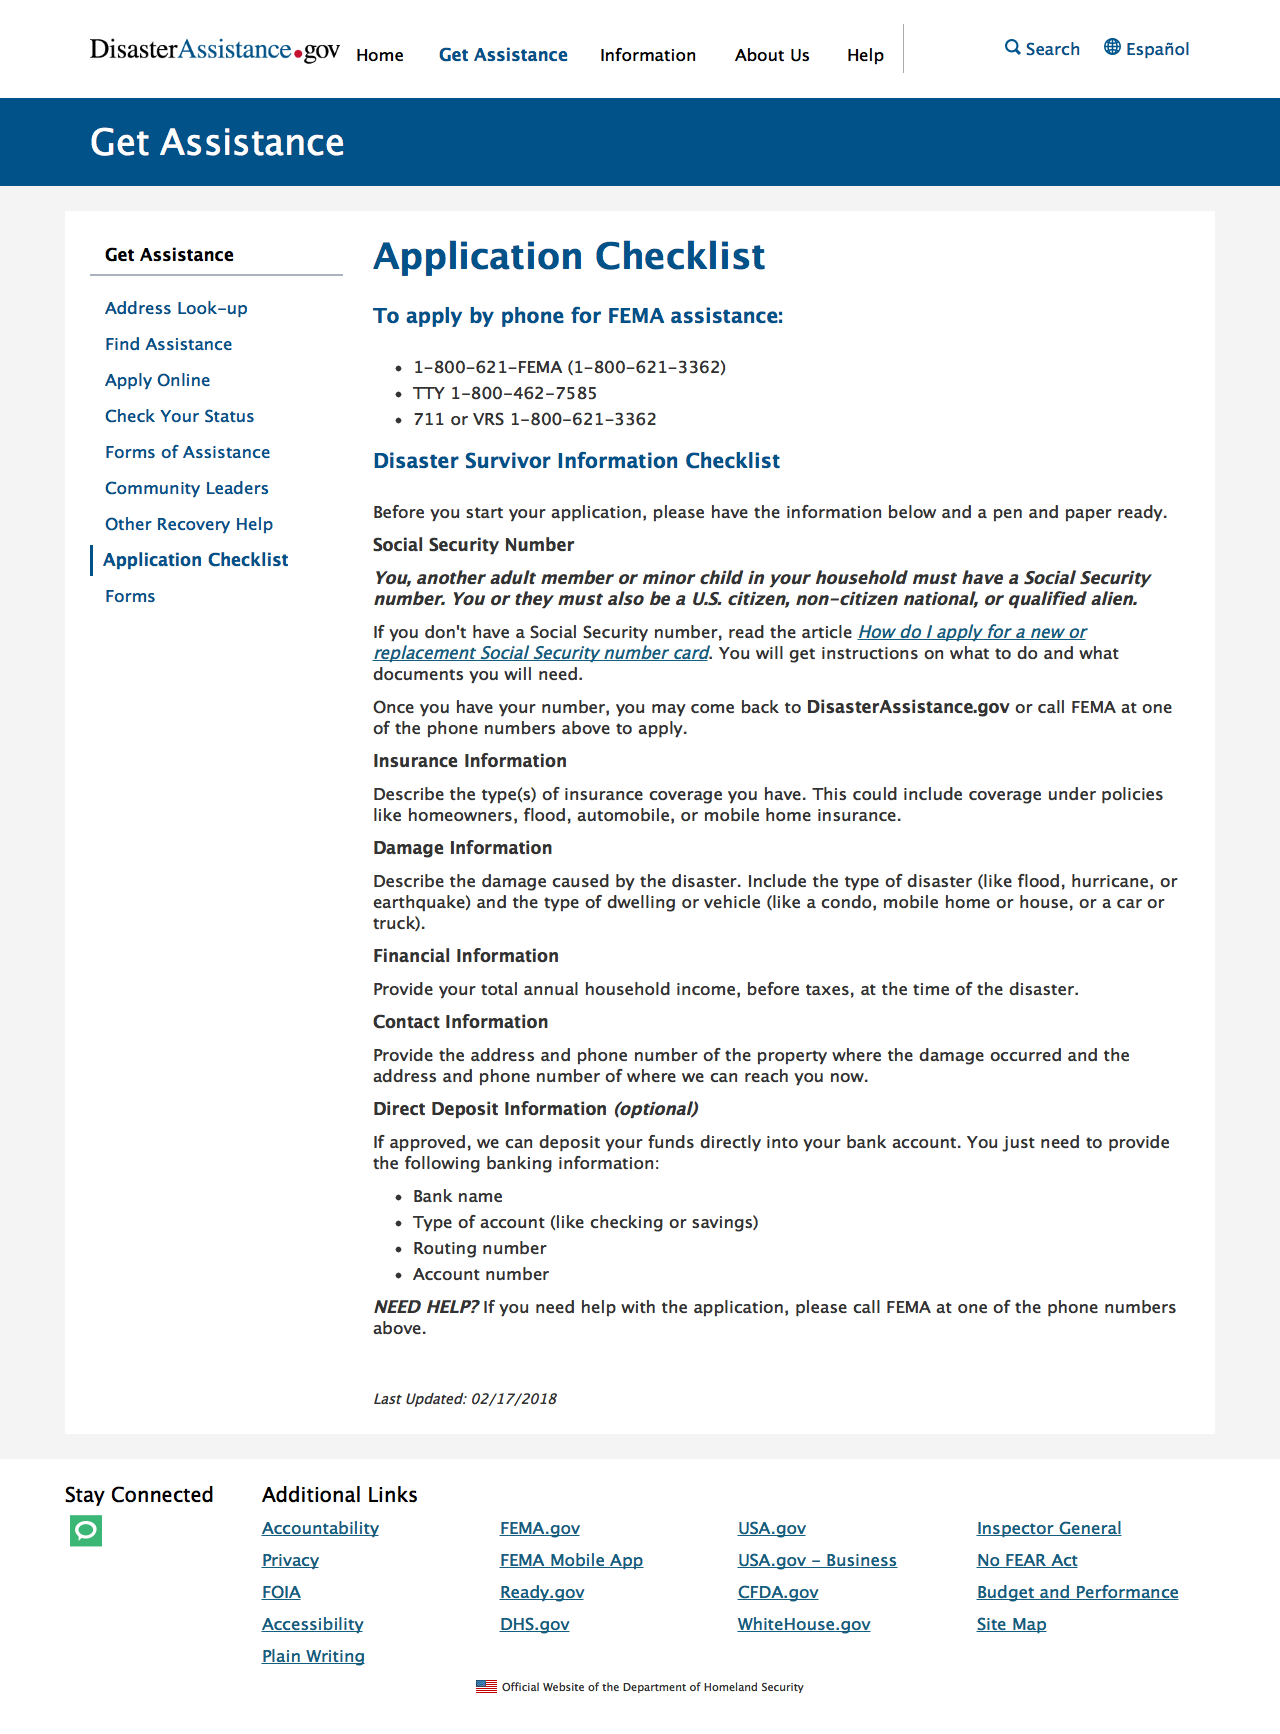 DisasterAssistance.gov
Home
Get Assistance
Information
About Us
Help
Search
Español
Get Assistance
Get Assistance
Address Look-up
Find Assistance
Apply Online
Check Your Status
Forms of Assistance
Community Leaders
Other Recovery Help
Application Checklist
Forms
Application Checklist
To apply by phone for FEMA assistance:
• 1-800-621-FEMA (1-800-621-3362)
• TTY 1-800-462-7585
• 711 or VRS 1-800-621-3362
Disaster Survivor Information Checklist
Before you start your application, please have the information below and a pen and paper ready.
Social Security Number
You, another adult member or minor child in your household must have a Social Security
number. You or they must also be a U.S. citizen, non-citizen national, or qualified alien.
If you don't have a Social Security number, read the article How do I apply for a new or
replacement Social Security number card. You will get instructions on what to do and what
documents you will need.
Once you have your number, you may come back to DisasterAssistance.gov or call FEMA at one
of the phone numbers above to apply.
Insurance Information
Describe the type(s) of insurance coverage you have. This could include coverage under policies
like homeowners, flood, automobile, or mobile home insurance.
Damage Information
Describe the damage caused by the disaster. Include the type of disaster (like flood, hurricane, or
earthquake) and the type of dwelling or vehicle (like a condo, mobile home or house, or a car or
truck).
Financial Information
Provide your total annual household income, before taxes, at the time of the disaster.
Contact Information
Provide the address and phone number of the property where the damage occurred and the
address and phone number of where we can reach you now.
Direct Deposit Information (optional)
If approved, we can deposit your funds directly into your bank account. You just need to provide
the following banking information:
• Bank name
• Type of account (like checking or savings)
• Routing number
• Account number
NEED HELP? If you need help with the application, please call FEMA at one of the phone numbers
above.
Last Updated: 02/17/2018
Stay Connected
Additional Links
Accountability
Privacy
FOIA
Accessibility
Plain Writing
FEMA.gov
FEMA Mobile App
Ready.gov
DHS.gov
USA.gov
USA.gov - Business
CFDA.gov
WhiteHouse.gov
Inspector General
No FEAR Act
Budget and Performance
Site Map
Official Website of the Department of Homeland Security